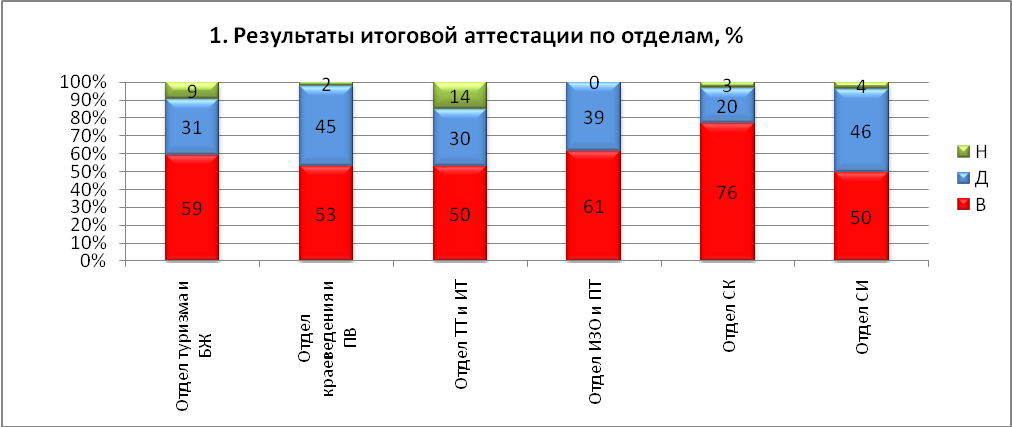 1. Результаты итоговой аттестации по отделам, %
100%
90%
80%
70%
60%
50%
40%
30%
20%
10%
0%
9
2
14
0
3
4
31
45
30
39
20
46
59
53
50
61
76
50
Н
Д
В
Отдел туризма и
БЖ
Отдел
краеведения и
ПВ
Отдел ТТ и ИТ
Отдел ИЗО и ПТ
Отдел СК
Отдел СИ